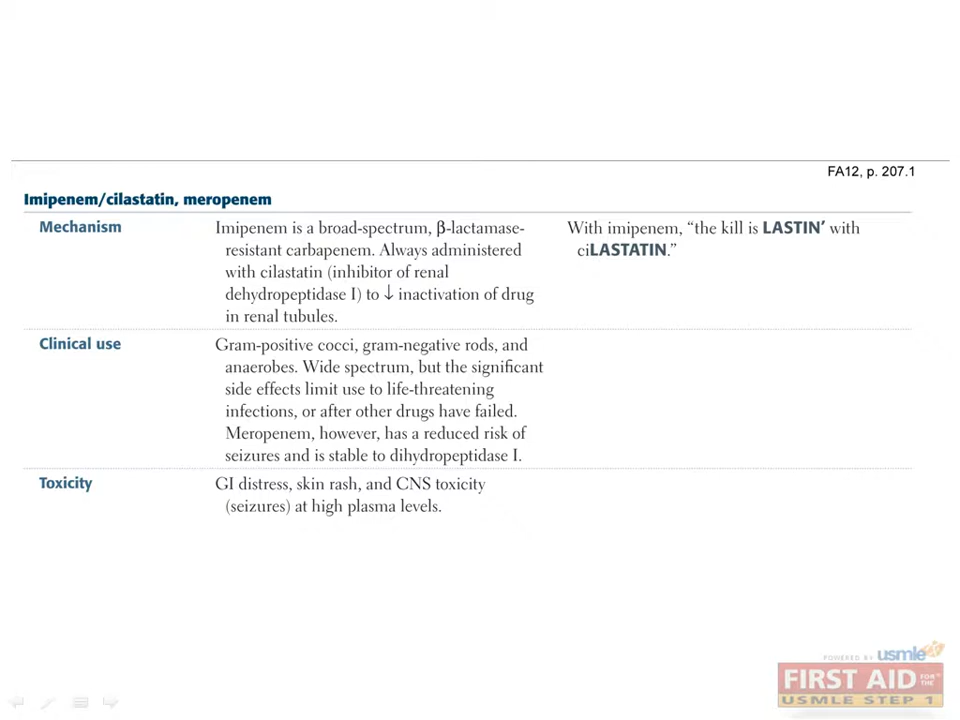 FA12, p. 207.1
Imipenem/cilastatin, meropenem
Mechanism
Imipenem is a broad-spectrum, β-lactamase-
resistant carbapenem. Always administered
with cilastatin (inhibitor of renal
dehydropeptidase I) to ↓ inactivation of drug
in renal tubules.
With imipenem, “the kill is LASTIN’ with
ciLASTATIN.”
Clinical use
Gram-positive cocci, gram-negative rods, and
anaerobes. Wide spectrum, but the significant
side effects limit use to life-threatening
infections, or after other drugs have failed.
Meropenem, however, has a reduced risk of
seizures and is stable to dihydropeptidase I.
Toxicity
GI distress, skin rash, and CNS toxicity
(seizures) at high plasma levels.
POWERED BY usmle
FIRST AID FOR THE
USMLE STEP 1